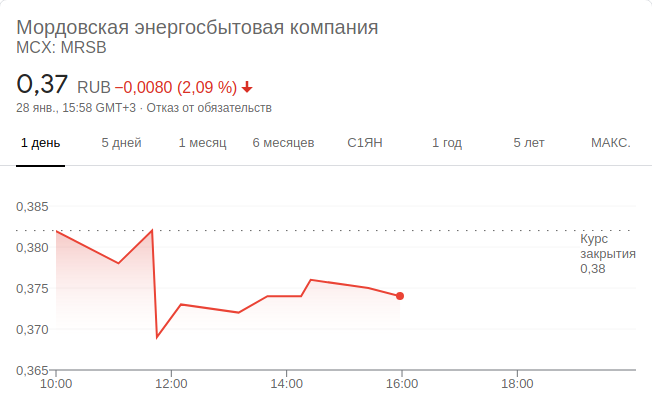 Мордовская энергосбытовая компания
MCX: MRSB
0,37 RUB −0,0080 (2,09 %)
28 янв., 15:58 GMT+3 · Отказ от обязательств
1 день 5 дней 1 месяц 6 месяцев С1ЯН 1 год 5 лет МАКС.
0,385
0,380
0,375
0,370
0,365
Курс
закрытия
0,38
10:00 12:00 14:00 16:00 18:00